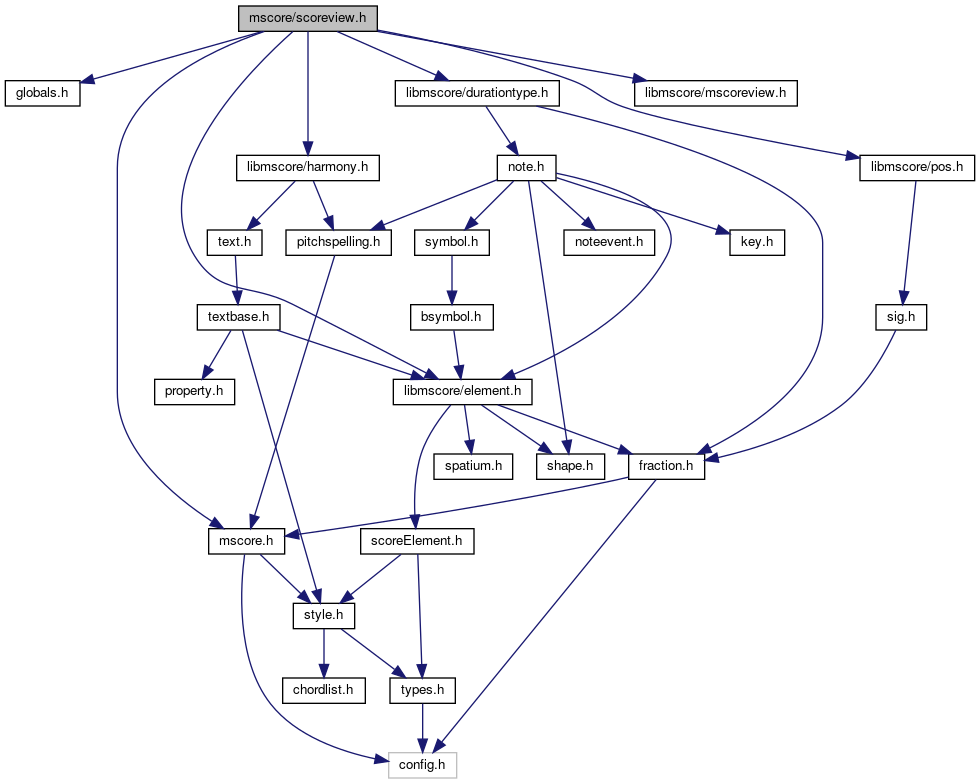 mscore/scoreview.h
globals.h
libmscore/durationtype.h
libmscore/mscoreview.h
libmscore/harmony.h
note.h
libmscore/pos.h
text.h
pitchspelling.h
symbol.h
noteevent.h
key.h
textbase.h
bsymbol.h
sig.h
property.h
libmscore/element.h
spatium.h
shape.h
fraction.h
mscore.h
scoreElement.h
style.h
chordlist.h
types.h
config.h